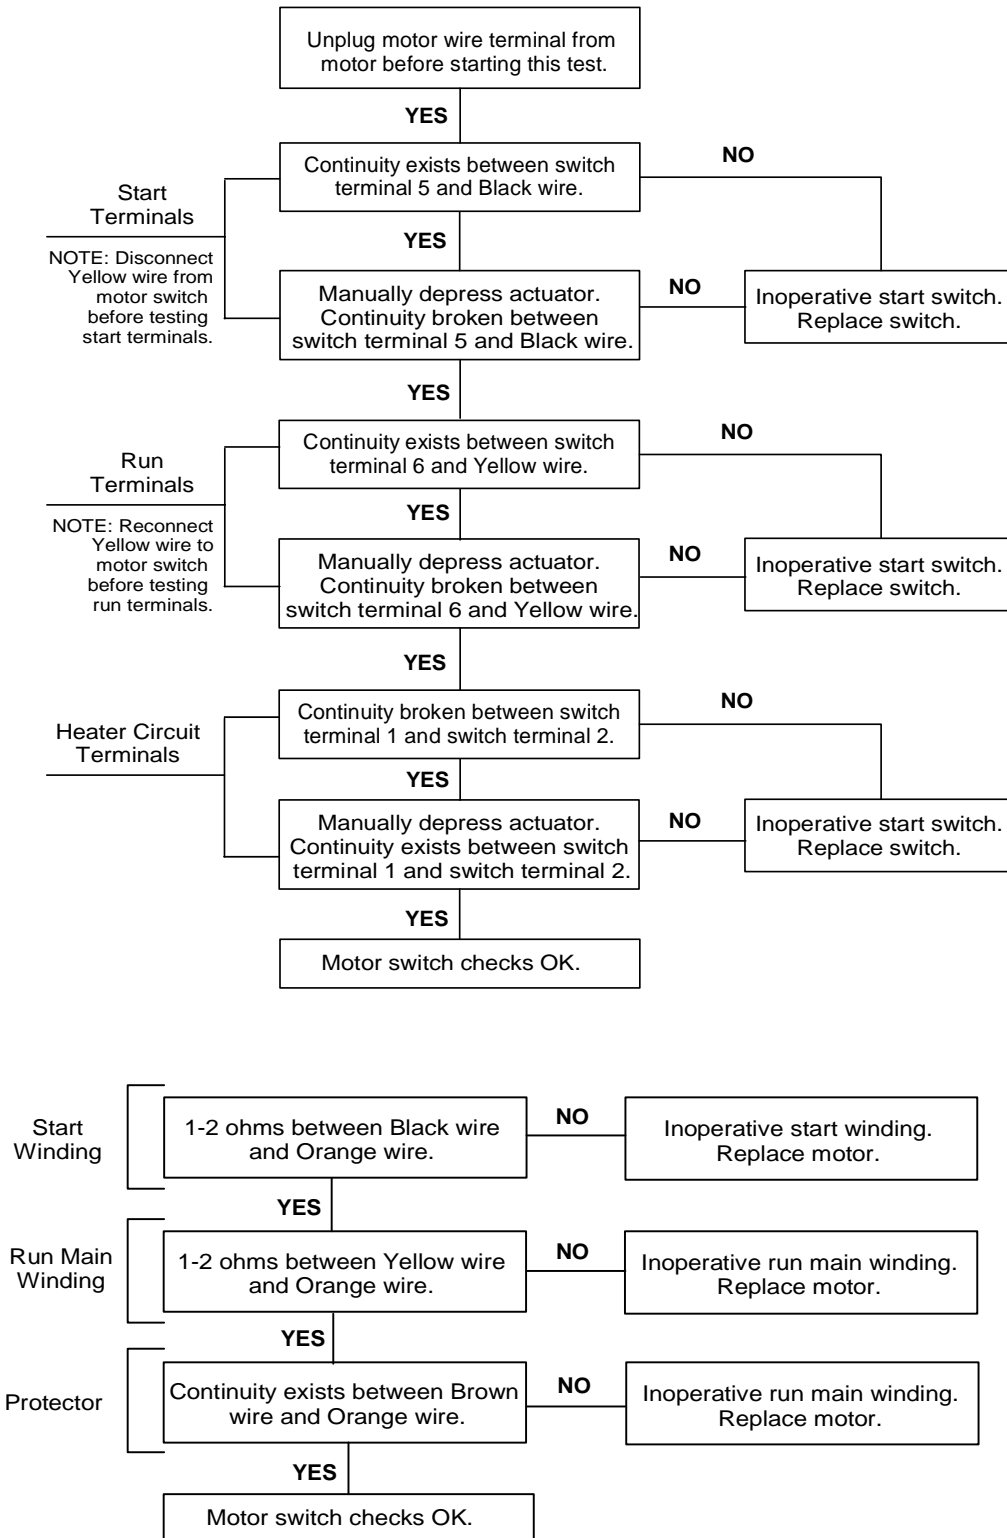 Unplug motor wire terminal from
motor before starting this test.
YES
Continuity exists between switch
terminal 5 and Black wire.
NO
Start
Terminals
NOTE: Disconnect
Yellow wire from
motor switch
before testing
start terminals.
YES
Manually depress actuator.
Continuity broken between
switch terminal 5 and Black wire.
NO
Inoperative start switch.
Replace switch.
YES
Continuity exists between switch
terminal 6 and Yellow wire.
NO
Run
Terminals
NOTE: Reconnect
Yellow wire to
motor switch
before testing
run terminals.
YES
Manually depress actuator.
Continuity broken between
switch terminal 6 and Yellow wire.
NO
Inoperative start switch.
Replace switch.
YES
Continuity broken between switch
terminal 1 and switch terminal 2.
NO
Heater Circuit
Terminals
YES
Manually depress actuator.
Continuity exists between switch
terminal 1 and switch terminal 2.
NO
Inoperative start switch.
Replace switch.
YES
Motor switch checks OK.
Start
Winding
1-2 ohms between Black wire
and Orange wire.
NO
Inoperative start winding.
Replace motor.
YES
Run Main
Winding
1-2 ohms between Yellow wire
and Orange wire.
NO
Inoperative run main winding.
Replace motor.
YES
Protector
Continuity exists between Brown
wire and Orange wire.
NO
Inoperative run main winding.
Replace motor.
YES
Motor switch checks OK.